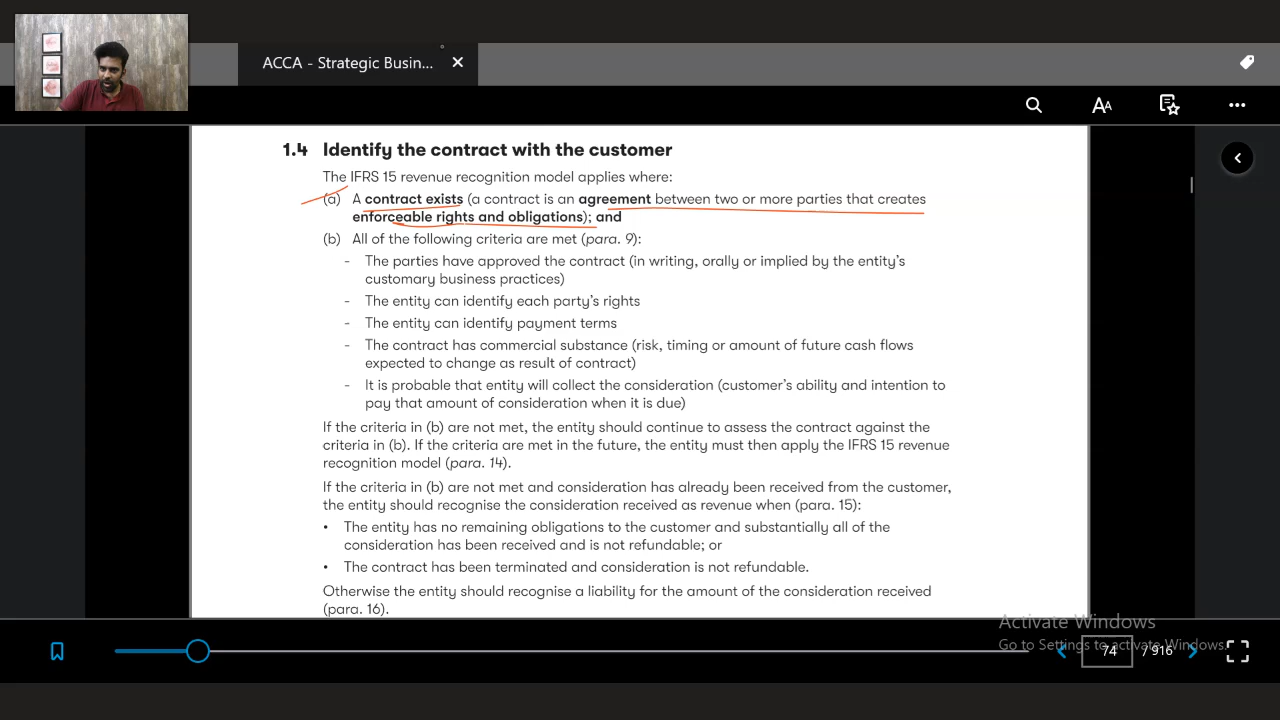 ACCA - Strategic Busin...
1.4 Identify the contract with the customer
The IFRS 15 revenue recognition model applies where:
(a) A contract exists (a contract is an agreement between two or more parties that creates
enforceable rights and obligations); and
(b) All of the following criteria are met (para. 9):
- The parties have approved the contract (in writing, orally or implied by the entity's
customary business practices)
- The entity can identify each party's rights
- The entity can identify payment terms
- The contract has commercial substance (risk, timing or amount of future cash flows
expected to change as result of contract)
- It is probable that entity will collect the consideration (customer's ability and intention to
pay that amount of consideration when it is due)
If the criteria in (b) are not met, the entity should continue to assess the contract against the
criteria in (b). If the criteria are met in the future, the entity must then apply the IFRS 15 revenue
recognition model (para. 14).
If the criteria in (b) are not met and consideration has already been received from the customer,
the entity should recognise the consideration received as revenue when (para. 15):
• The entity has no remaining obligations to the customer and substantially all of the
consideration has been received and is not refundable; or
• The contract has been terminated and consideration is not refundable.
Otherwise the entity should recognise a liability for the amount of the consideration received
(para. 16).
Activate Windows
Go to Settings to activate Windows.
74 / 916